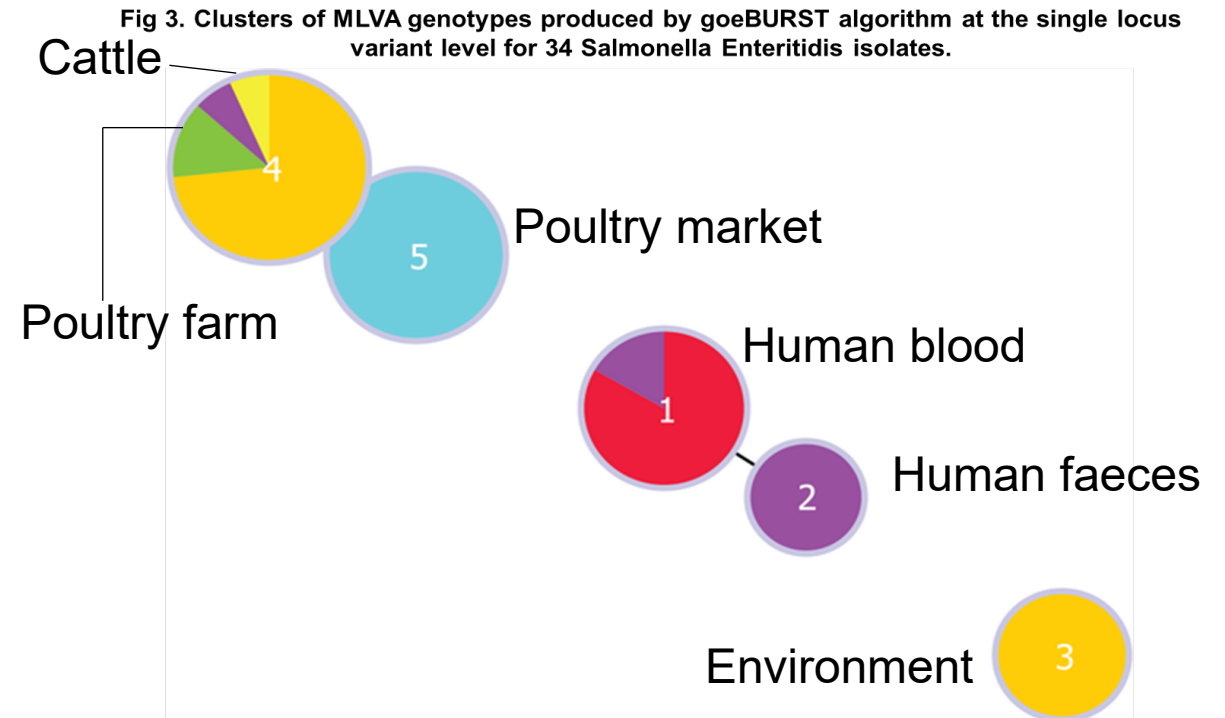 Fig 3. Clusters of MLVA genotypes produced by goeBURST algorithm at the single locus
variant level for 34 Salmonella Enteritidis isolates.
Cattle
4
Poultry market
5
Poultry farm
Human blood
1
Human faeces
2
Environment
3